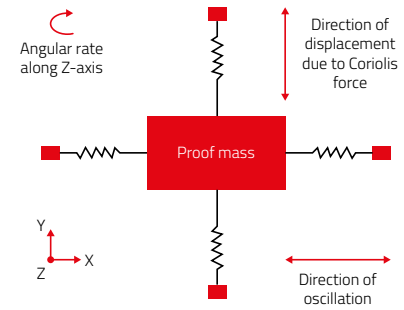 Angular rate
along Z-axis
Direction of
displacement
due to Coriolis
force
Proof mass
Y
X
Z
Direction of
oscillation